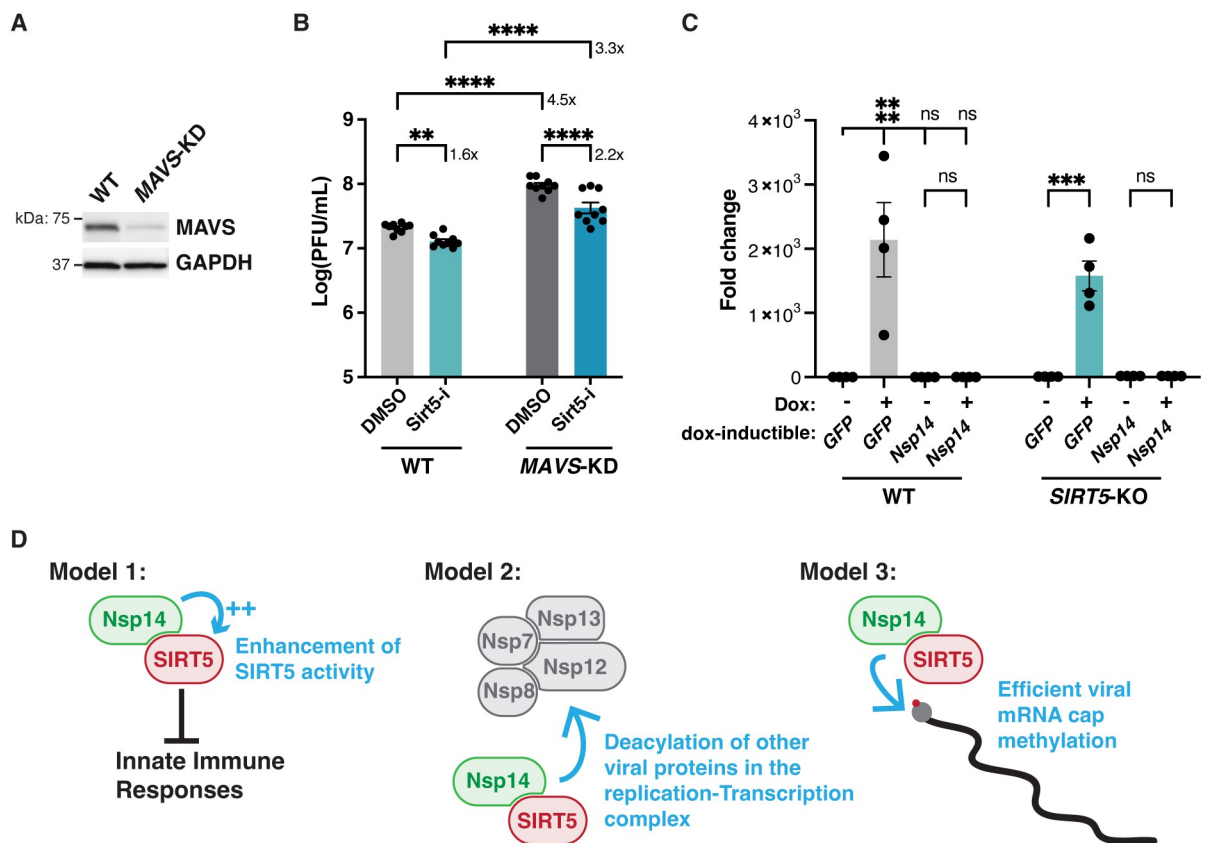 A
WT
MAVS-KD
kDa: 75
MAVS
37
GAPDH
B
****
3.3x
****
4.5x
**
1.6x
****
2.2x
Log(PFU/mL)
9
8
7
6
5
DMSO
Sirt5-i
DMSO
Sirt5-i
WT
MAVS-KD
C
**
**
ns
ns
ns
***
ns
Fold change
4×10³
3×10³
2×10³
1×10³
0
Dox:
-
+
-
+
-
+
-
+
dox-inductible:
GFP
GFP
Nsp14
Nsp14
GFP
GFP
Nsp14
Nsp14
WT
SIRT5-KO
D
Model 1:
Nsp14
++
SIRT5
Enhancement of
SIRT5 activity
Innate Immune
Responses
Model 2:
Nsp13
Nsp7
Nsp12
Nsp8
Nsp14
SIRT5
Deacylation of other
viral proteins in the
replication-Transcription
complex
Model 3:
Nsp14
SIRT5
Efficient viral
mRNA cap
methylation